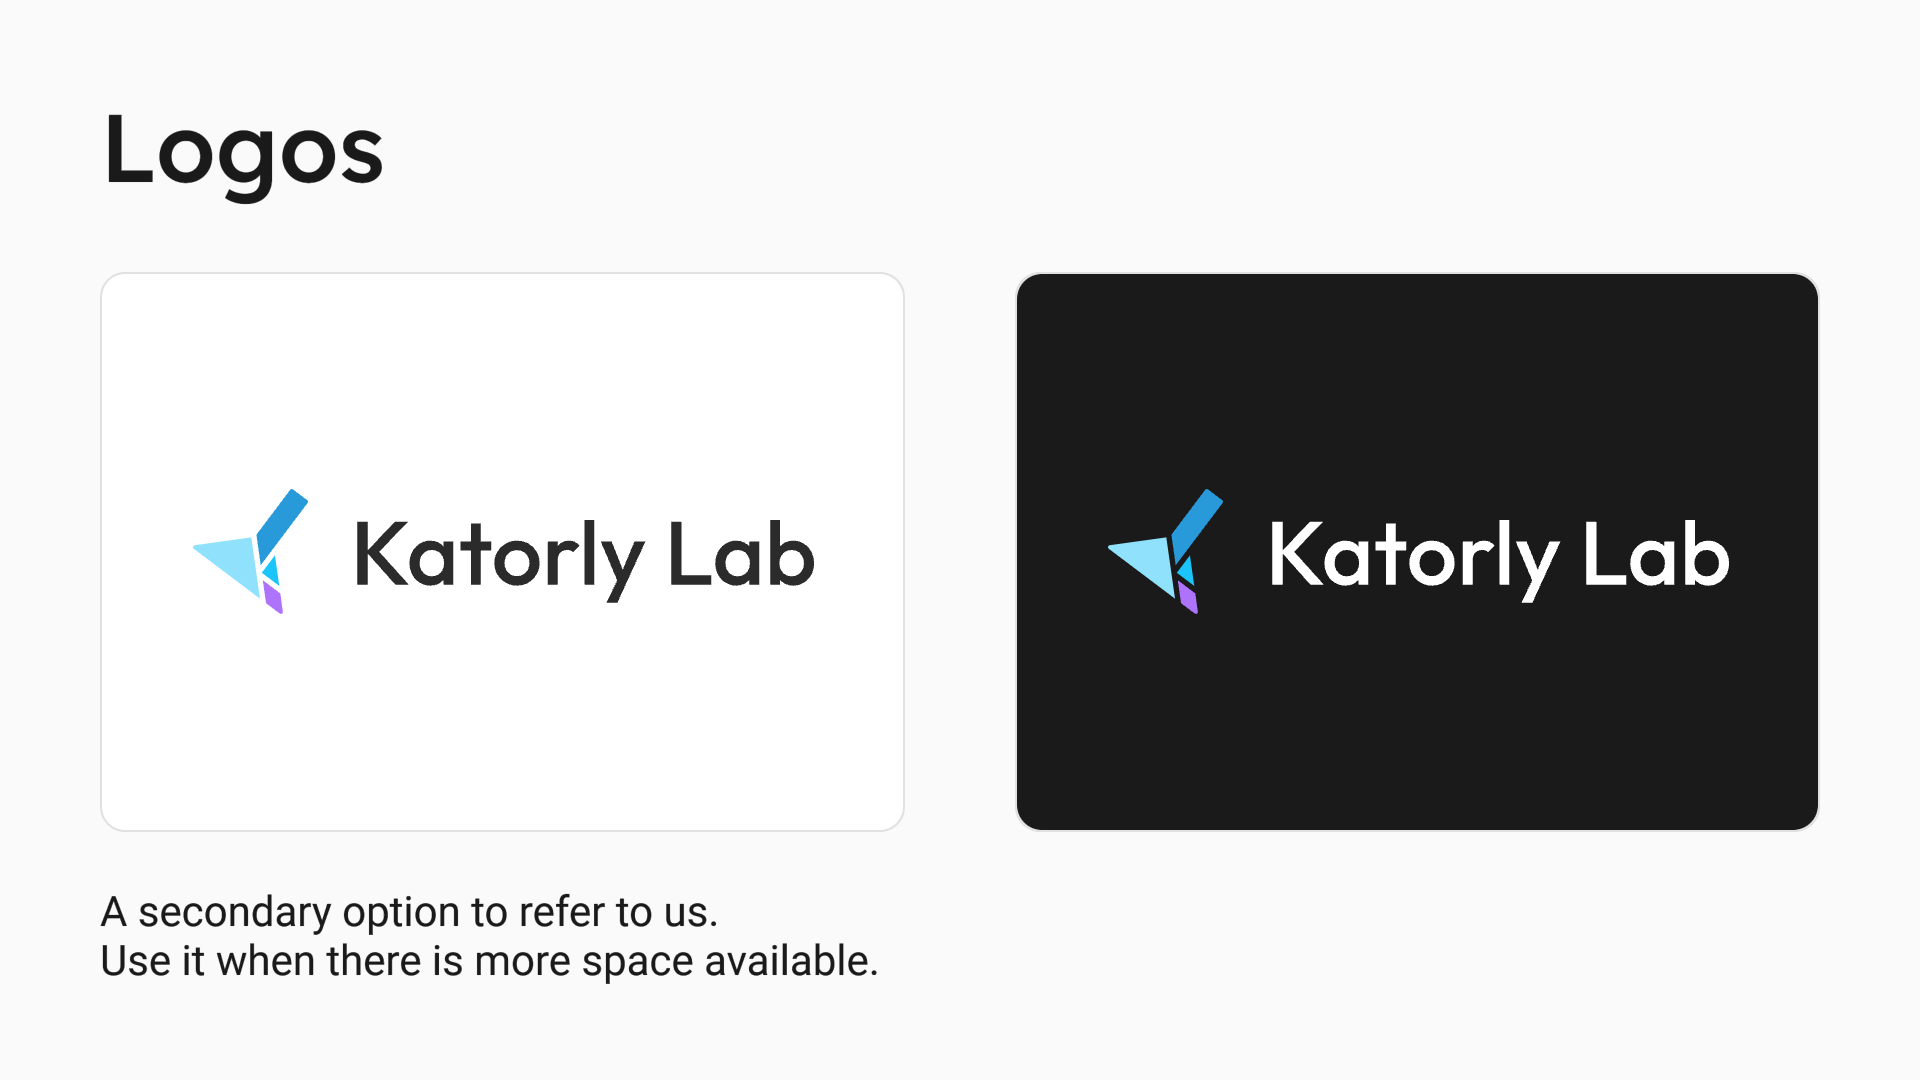 Logos
Katorly Lab
Katorly Lab
A secondary option to refer to us.
Use it when there is more space available.